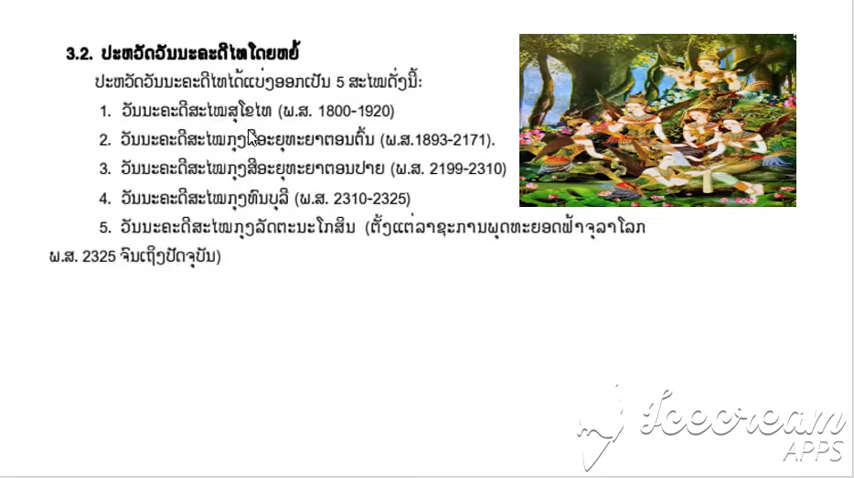 3.2. ປະຫວັດວັນນະຄະດີໄທໂດຍຫຍໍ້
ປະຫວັດວັນນະຄະດີໄທໄດ້ແບ່ງອອກເປັນ 5 ສະໄໝດັ່ງນີ້:
1. ວັນນະຄະດີສະໄໝສຸໂຂໄທ (ພ.ສ. 1800-1920)
2. ວັນນະຄະດີສະໄໝກຸງສີອະຍຸທະຍາຕອນຕົ້ນ (ພ.ສ.1893-2171).
3. ວັນນະຄະດີສະໄໝກຸງສີອະຍຸທະຍາຕອນປາຍ (ພ.ສ. 2199-2310)
4. ວັນນະຄະດີສະໄໝກຸງທົນບຸລີ (ພ.ສ. 2310-2325)
5. ວັນນະຄະດີສະໄໝກຸງລັດຕະນະໂກສິນ (ຕັ້ງແຕ່ລາຊະການພຸດທະຍອດຟ້າຈຸລາໂລກ
ພ.ສ. 2325 ຈົນເຖິງປັດຈຸບັນ)
Icecream
APPS